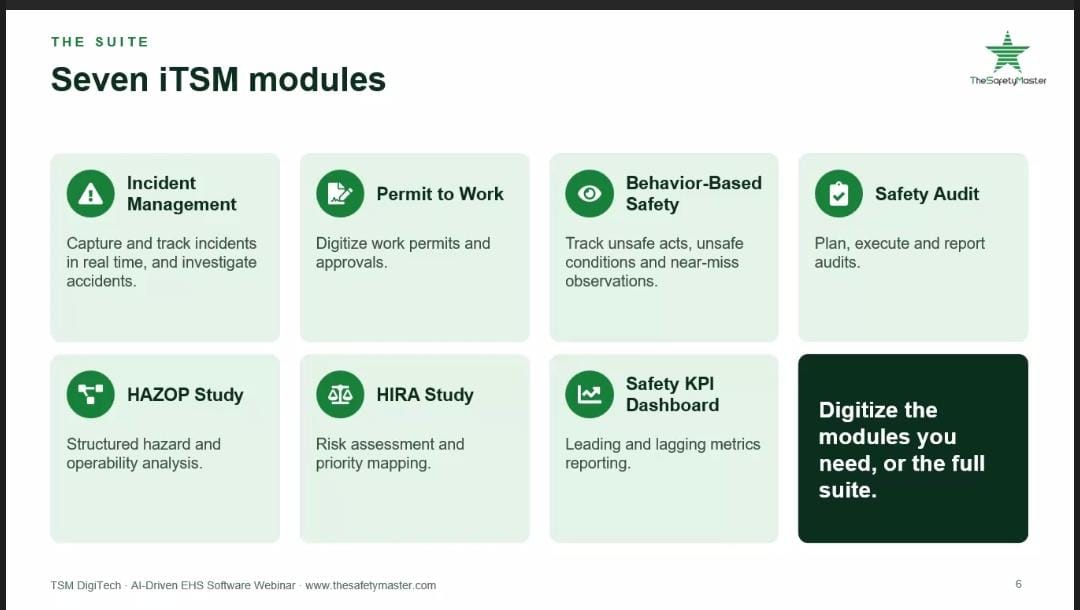 THE SUITE
Seven iTSM modules
TheSafetyMaster
Incident
Management
Capture and track incidents
in real time, and investigate
accidents.
Permit to Work
Digitize work permits and
approvals.
Behavior-Based
Safety
Track unsafe acts, unsafe
conditions and near-miss
observations.
Safety Audit
Plan, execute and report
audits.
HAZOP Study
Structured hazard and
operability analysis.
HIRA Study
Risk assessment and
priority mapping.
Safety KPI
Dashboard
Leading and lagging metrics
reporting.
Digitize the
modules you
need, or the full
suite.
TSM DigiTech · AI-Driven EHS Software Webinar · www.thesafetymaster.com
6